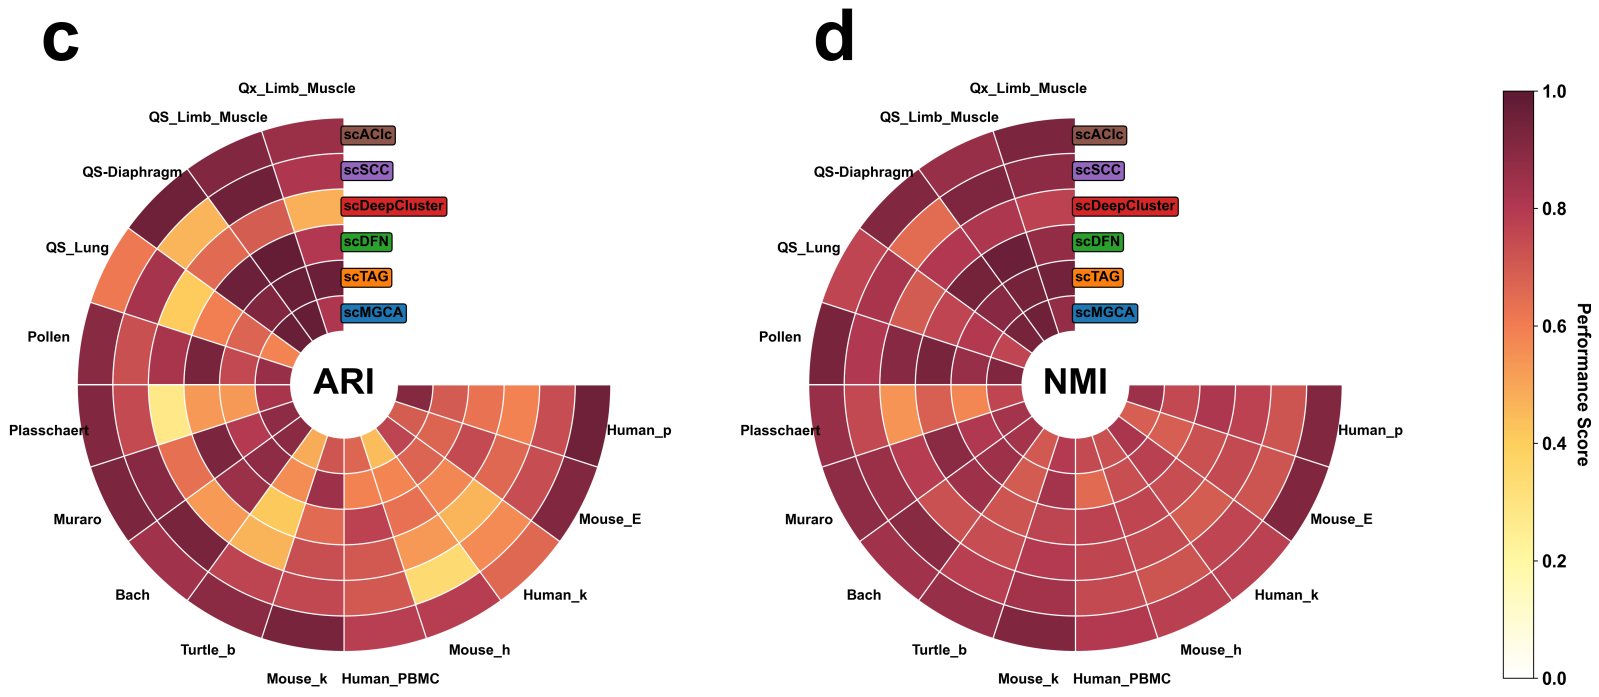 c
Qx_Limb_Muscle
QS_Limb_Muscle
QS-Diaphragm
QS_Lung
Pollen
Plasschaert
Muraro
Bach
Turtle_b
Mouse_k
Human_PBMC
Mouse_h
Human_k
Mouse_E
Human_p
scACIc
scSCC
scDeepCluster
scDFN
scTAG
scMGCA
ARI
d
Qx_Limb_Muscle
QS_Limb_Muscle
QS-Diaphragm
QS_Lung
Pollen
Plasschaert
Muraro
Bach
Turtle_b
Mouse_k
Human_PBMC
Mouse_h
Human_k
Mouse_E
Human_p
scACIc
scSCC
scDeepCluster
scDFN
scTAG
scMGCA
NMI
1.0
0.8
0.6
0.4
0.2
0.0
Performance Score